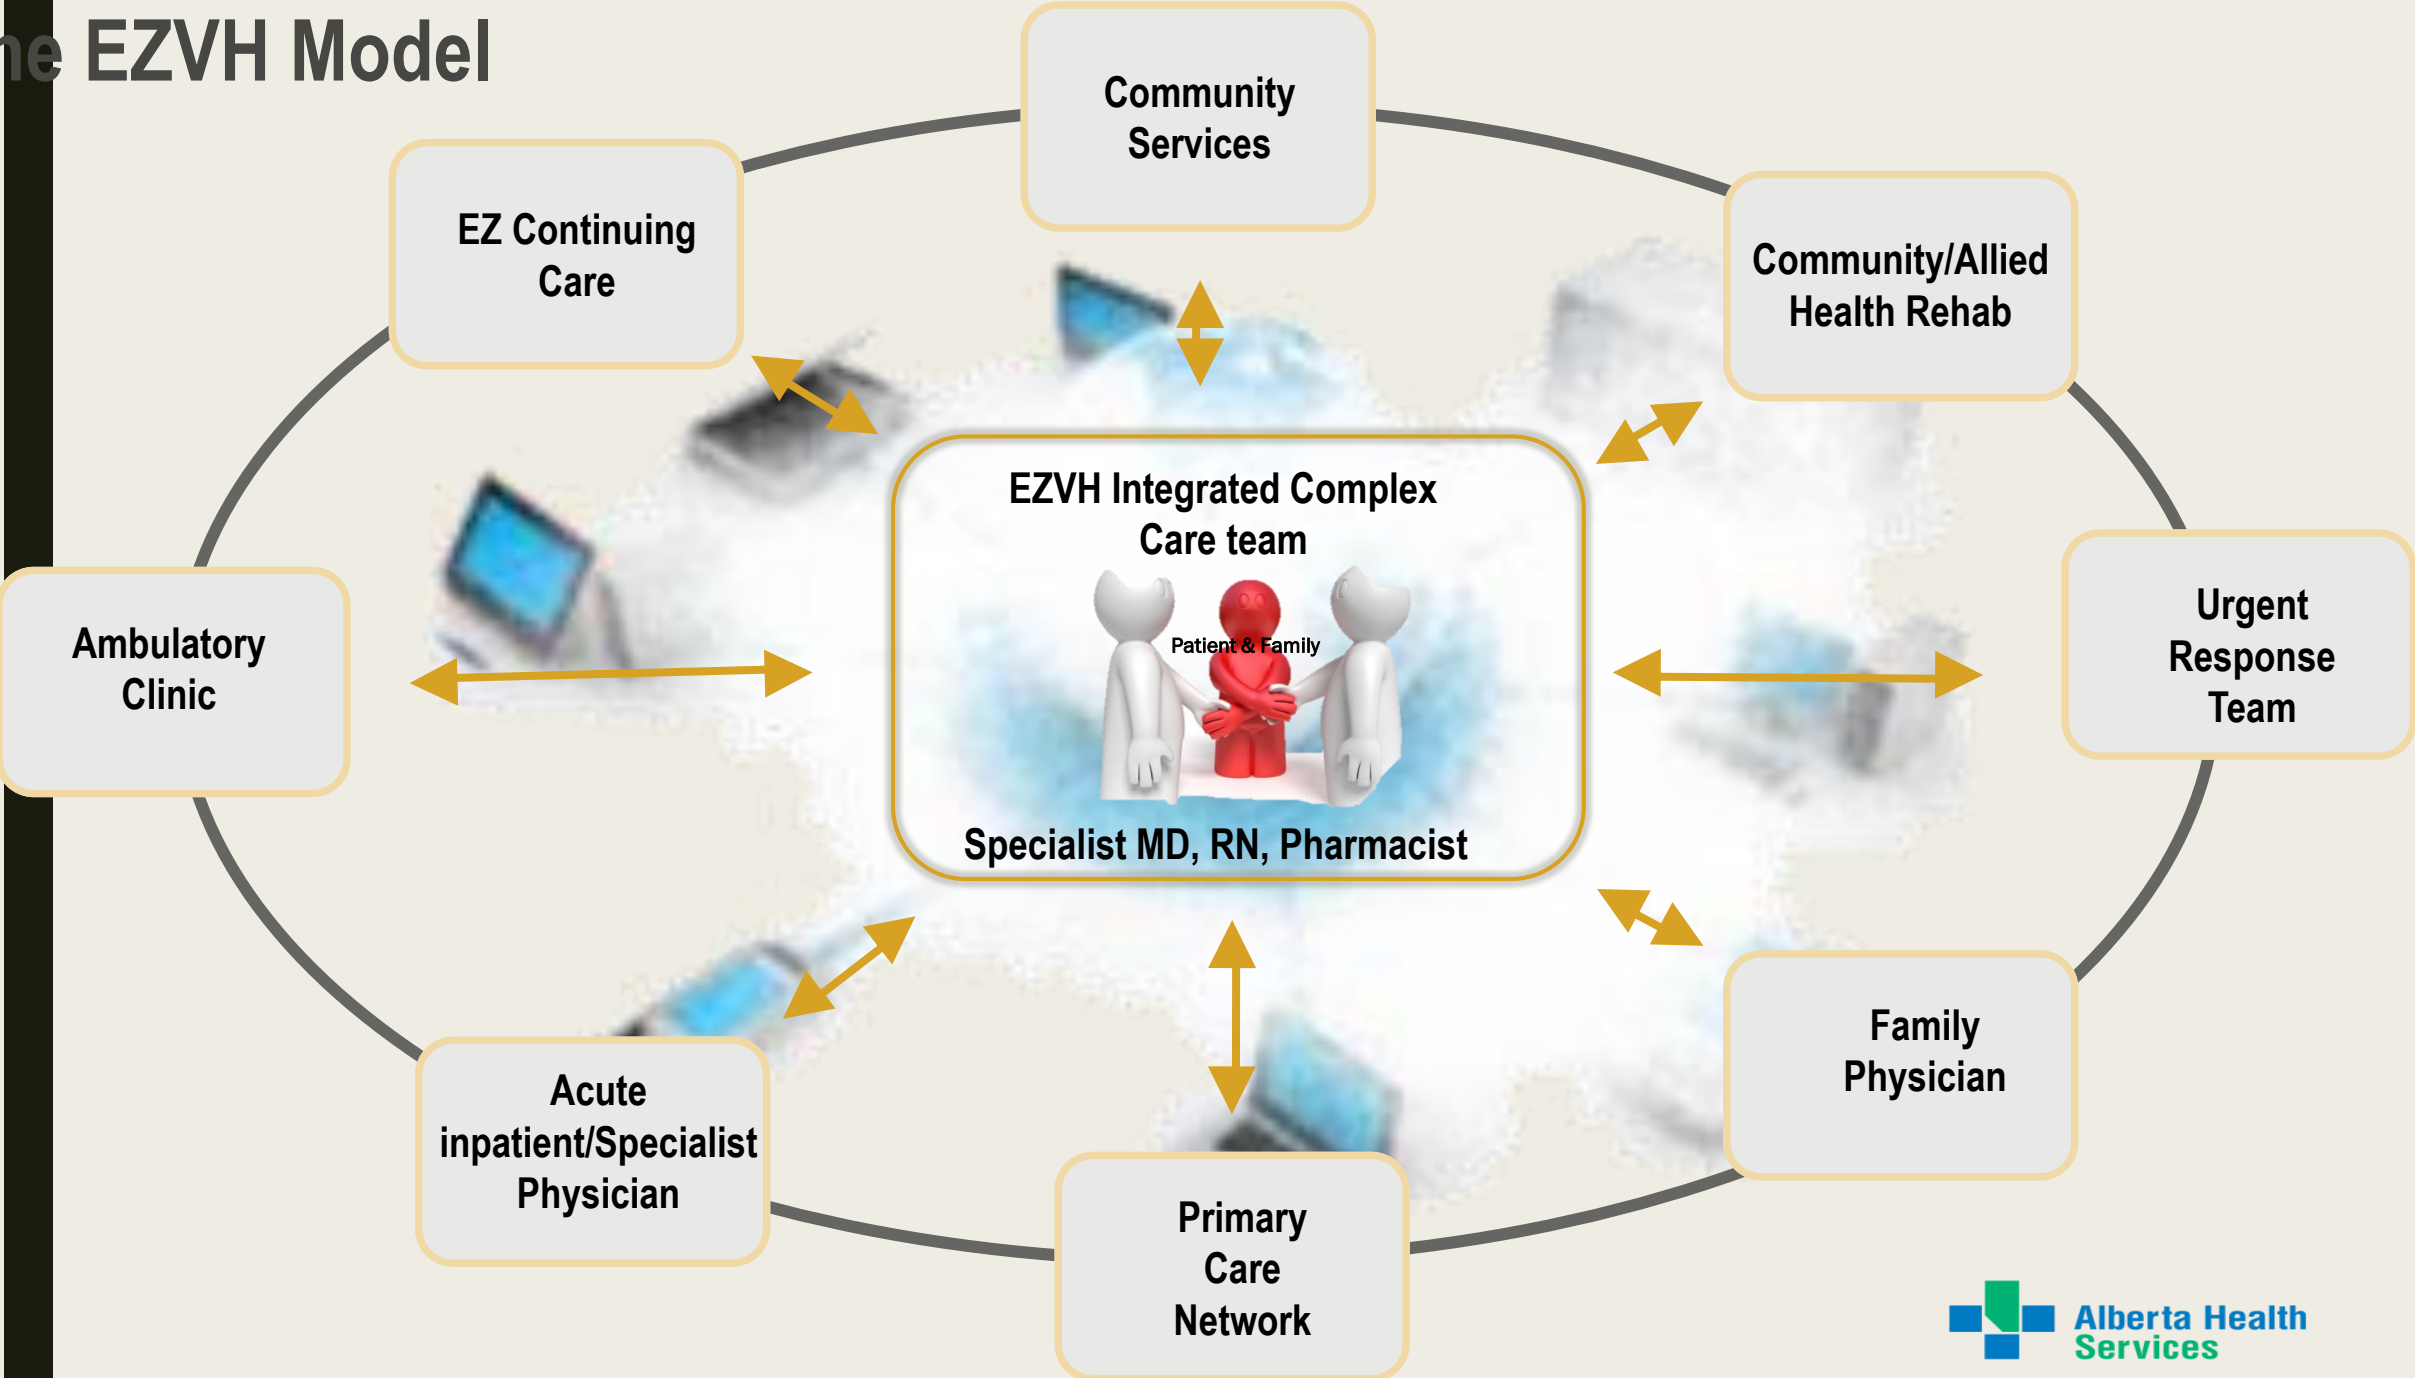 EZVH Model
Community
Services
EZ Continuing
Care
Community/Allied
Health Rehab
EZVH Integrated Complex
Care team
Patient & Family
Specialist MD, RN, Pharmacist
Ambulatory
Clinic
Urgent
Response
Team
Acute
inpatient/Specialist
Physician
Family
Physician
Primary
Care
Network
Alberta Health
Services